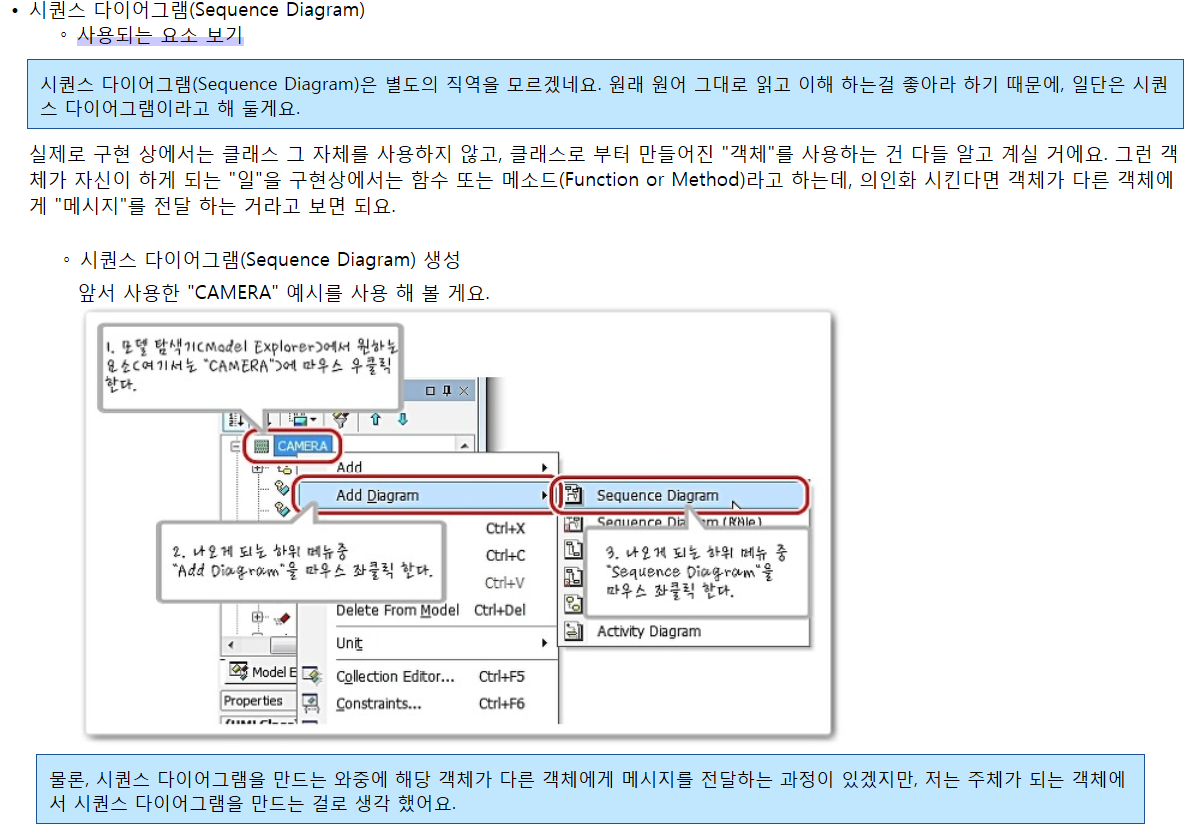 • 시퀀스 다이어그램(Sequence Diagram)
◦ 사용되는 요소 보기
시퀀스 다이어그램(Sequence Diagram)은 별도의 직역을 모르겠네요. 원래 원어 그대로 읽고 이해 하는걸 좋아라 하기 때문에, 일단은 시퀀
스 다이어그램이라고 해 둘게요.
실제로 구현 상에서는 클래스 그 자체를 사용하지 않고, 클래스로 부터 만들어진 "객체"를 사용하는 건 다들 알고 계실 거에요. 그런 객
체가 자신이 하게 되는 "일"을 구현상에서는 함수 또는 메소드(Function or Method)라고 하는데, 의인화 시킨다면 객체가 다른 객체에
게 "메시지"를 전달 하는 거라고 보면 되요.
◦ 시퀀스 다이어그램(Sequence Diagram) 생성
앞서 사용한 "CAMERA" 예시를 사용 해 볼 게요.
1. 모델 탐색기(Model Explorer)에서 원하는
요소(여기서는 "CAMERA")에 마우스 우클릭
한다.
CAMERA
Add
Add Diagram
Sequence Diagram
Sequence Diagram (Role)
2. 나오게 되는 하위 메뉴 중
"Add Diagram"을 마우스 좌클릭 한다.
Ctrl+X
Ctrl+C
Ctrl+V
3. 나오게 되는 하위 메뉴 중
"Sequence Diagram"을
마우스 좌클릭 한다.
Delete From Model Ctrl+Del
Activity Diagram
Unit
Model E
Collection Editor... Ctrl+F5
Properties
Constraints... Ctrl+F6
물론, 시퀀스 다이어그램을 만드는 와중에 해당 객체가 다른 객체에게 메시지를 전달하는 과정이 있겠지만, 저는 주체가 되는 객체에
서 시퀀스 다이어그램을 만드는 걸로 생각 했어요.